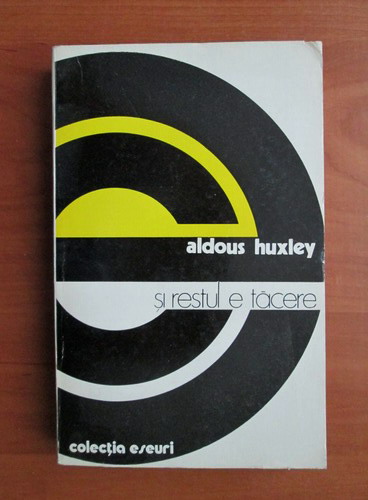 aldous huxley
și restul e tăcere
colecția eseuri